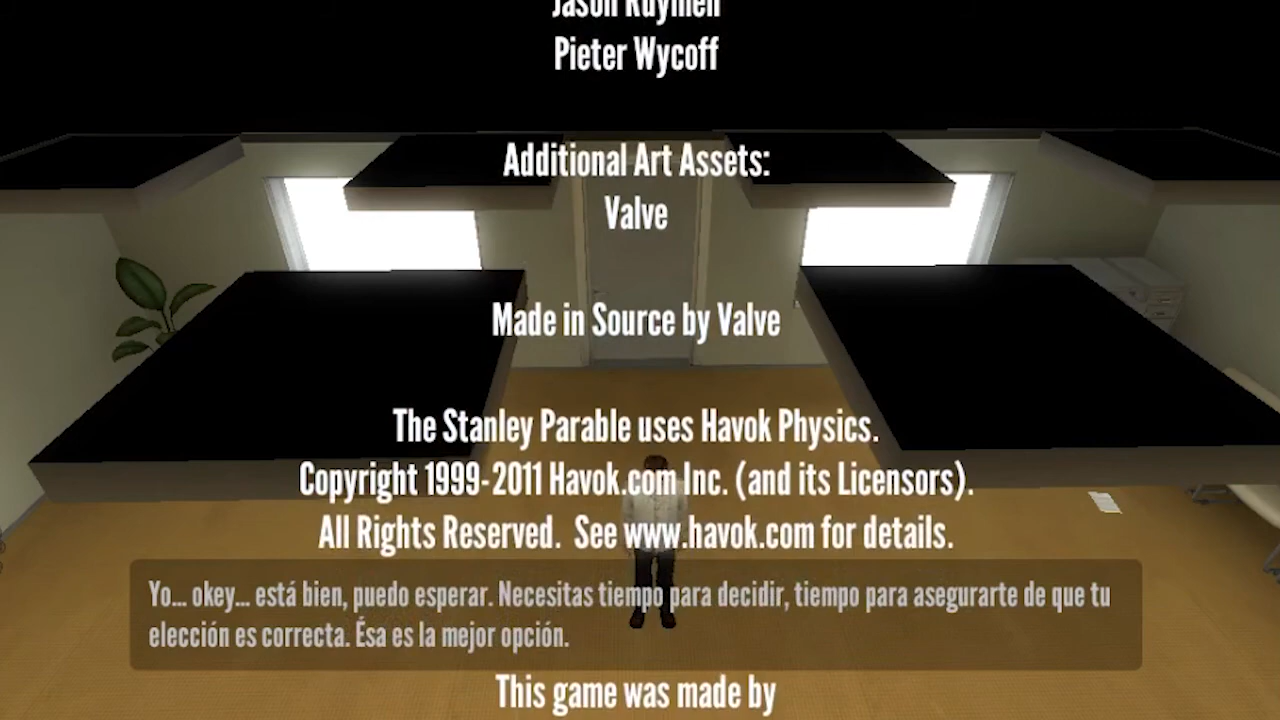 Jason Ruymen
Pieter Wycoff
Additional Art Assets:
Valve
Made in Source by Valve
The Stanley Parable uses Havok Physics.
Copyright 1999-2011 Havok.com Inc. (and its Licensors).
All Rights Reserved.  See www.havok.com for details.
Yo... okey... está bien, puedo esperar. Necesitas tiempo para decidir, tiempo para asegurarte de que tu
elección es correcta. Ésa es la mejor opción.
This game was made by